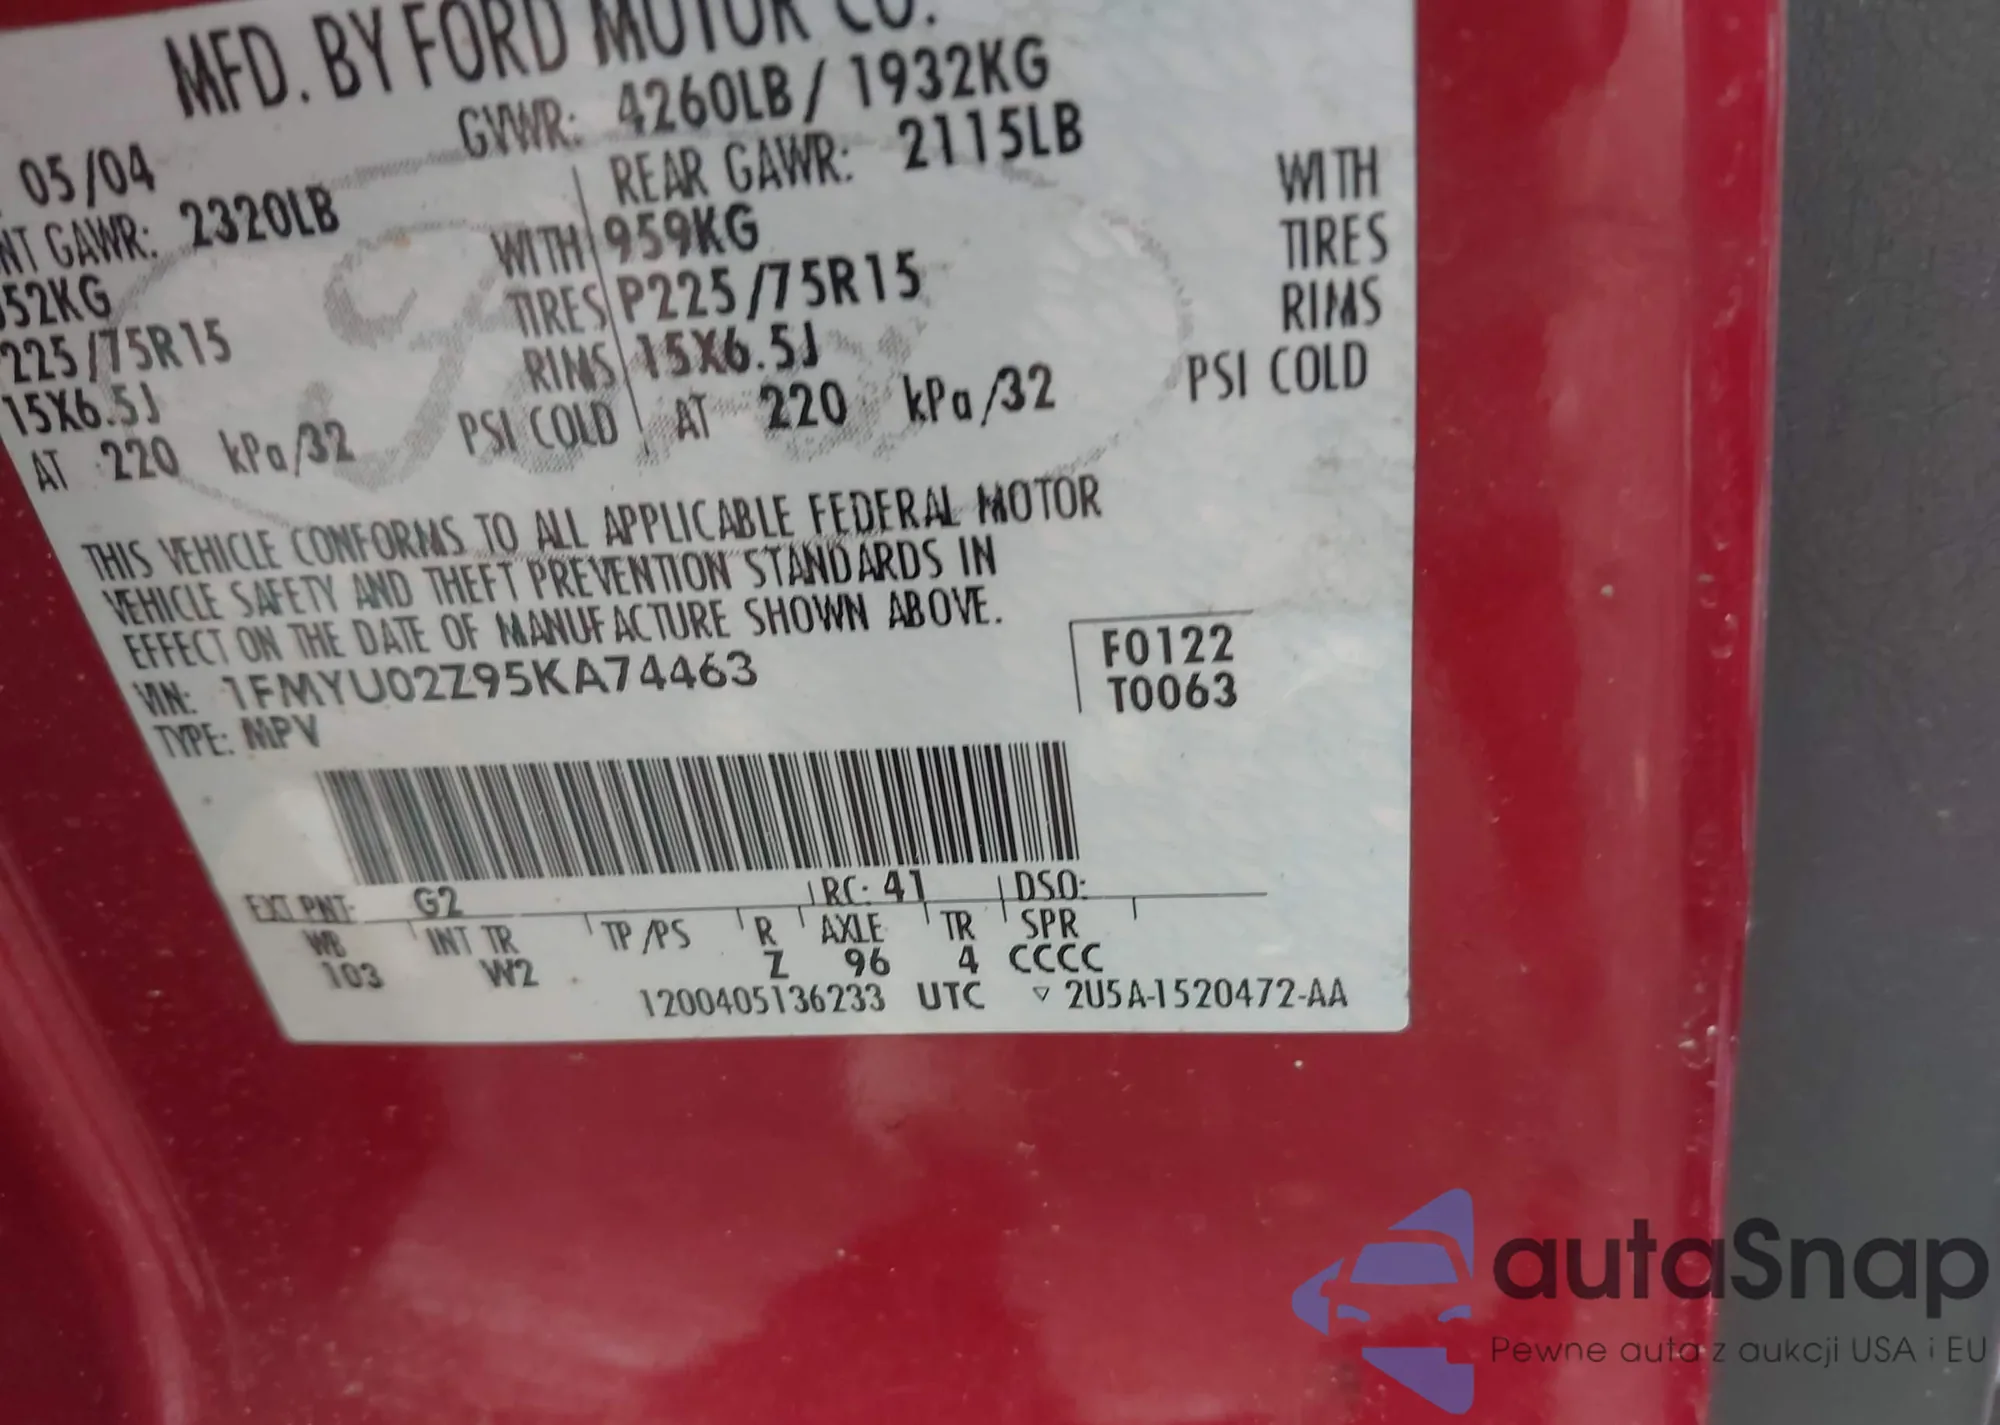 MFD. BY FORD MOTOR CO.
05/04 GVWR: 4260LB / 1932KG
NT GAWR: 2320LB REAR GAWR: 2115LB
52KG WITH 959KG WITH
225/75R15 TIRES P225/75R15 TIRES
15X6.5J RIMS 15X6.5J RIMS
AT 220 kPa/32 PSI COLD AT 220 kPa/32 PSI COLD
THIS VEHICLE CONFORMS TO ALL APPLICABLE FEDERAL MOTOR
VEHICLE SAFETY AND THEFT PREVENTION STANDARDS IN
EFFECT ON THE DATE OF MANUFACTURE SHOWN ABOVE.
VIN: 1FMYU02Z95KA74463
F0122
T0063
TYPE: MPV
EXT PNT: G2 RC: 41 DSO:
WB INT TR TP/PS R AXLE TR SPR
103 W2 Z 96 4 CCCC
1200405136233 UTC ▽ 2U5A-1520472-AA
autaSnap
Pewne auta z aukcji USA i EU